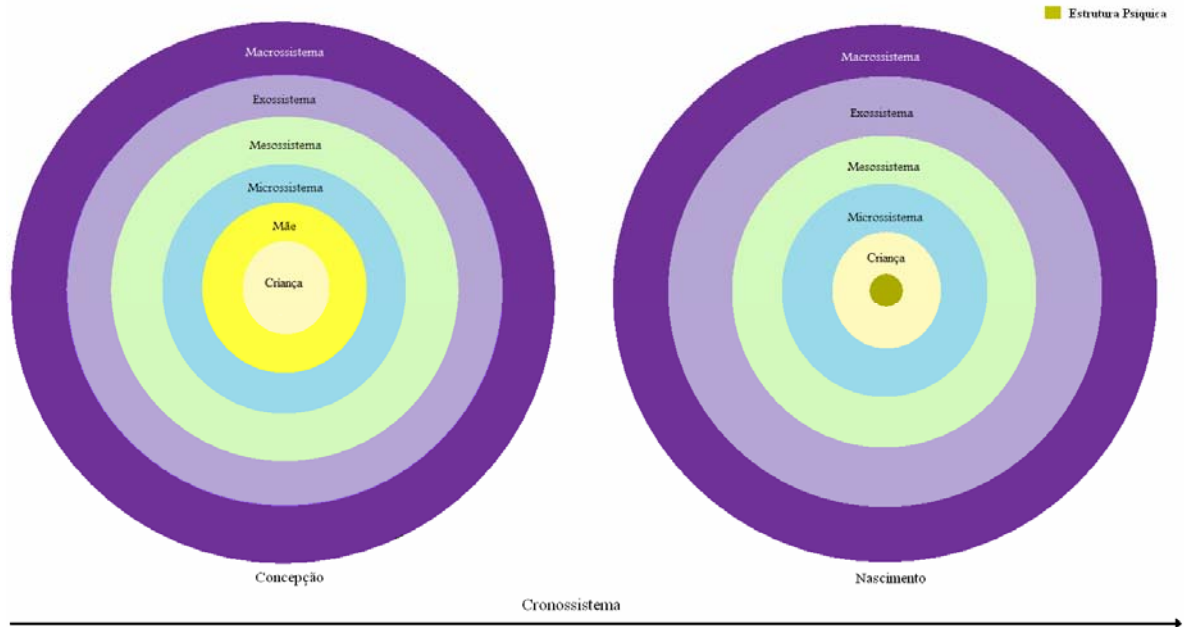 Estrutura Psíquica
Macrossistema
Exossistema
Mesossistema
Microssistema
Mãe
Criança
Concepção
Macrossistema
Exossistema
Mesossistema
Microssistema
Criança
Nascimento
Cronossistema